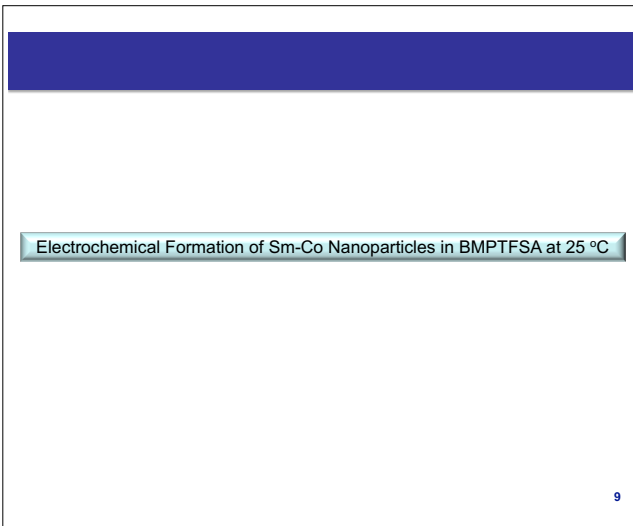 Electrochemical Formation of Sm-Co Nanoparticles in BMPTFSA at 25 ºC
9